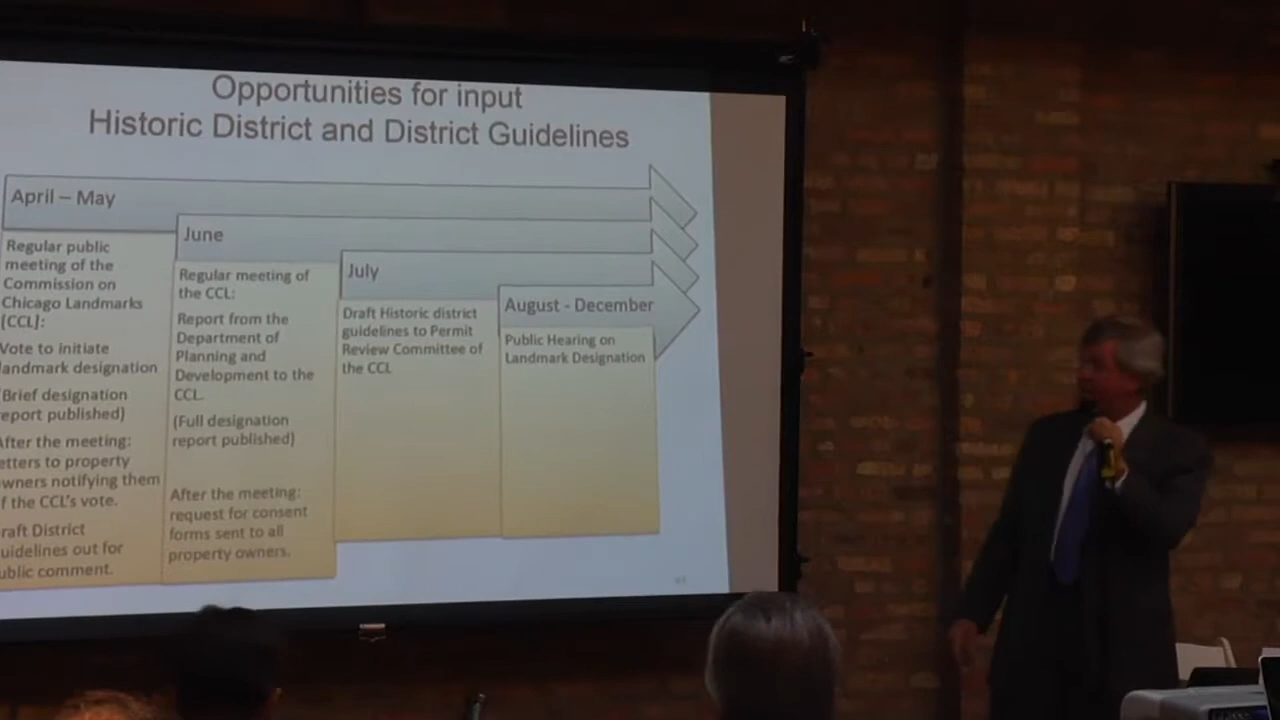 Opportunities for input
Historic District and District Guidelines
April – May
Regular public
meeting of the
Commission on
Chicago Landmarks
[CCL]:
Vote to initiate
landmark designation
Brief designation
eport published)
After the meeting:
etters to property
wners notifying them
f the CCL's vote.
raft District
uidelines out for
ublic comment.
June
Regular meeting of
the CCL:
Report from the
Department of
Planning and
Development to the
CCL.
(Full designation
report published)
After the meeting:
request for consent
forms sent to all
property owners.
July
Draft Historic district
guidelines to Permit
Review Committee of
the CCL
August - December
Public Hearing on
Landmark Designation